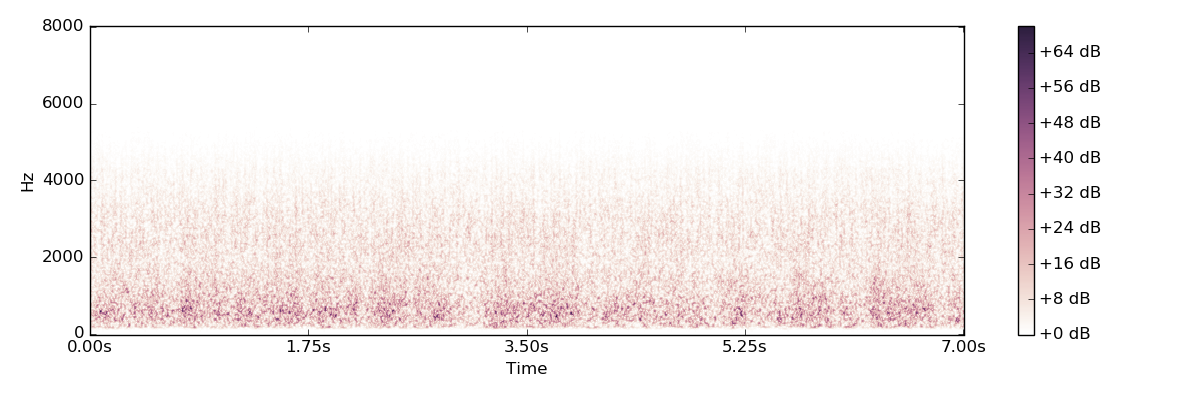 8000
6000
4000
2000
0
Hz
0.00s 1.75s 3.50s 5.25s 7.00s
Time
+64 dB
+56 dB
+48 dB
+40 dB
+32 dB
+24 dB
+16 dB
+8 dB
+0 dB